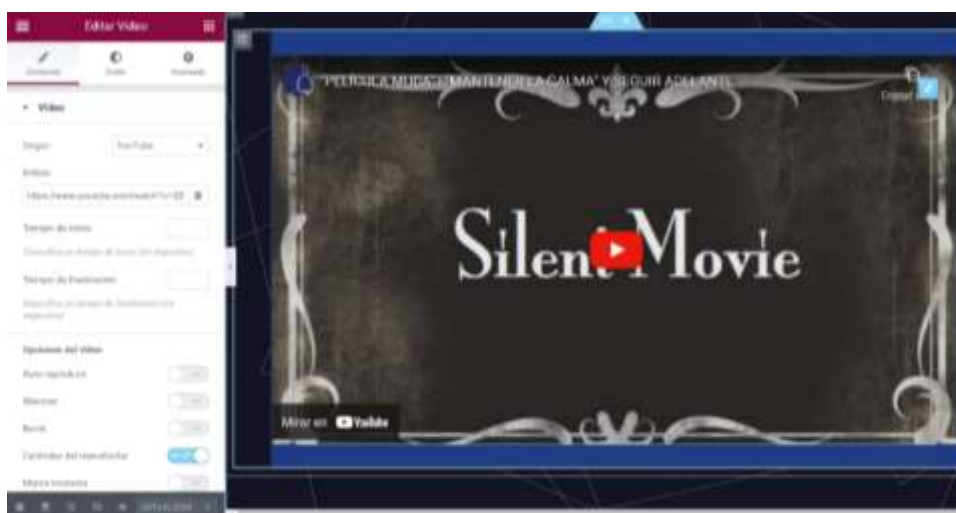 Editar Video
Contenido
Estilo
Avanzado
Video
Origen
YouTube
Enlace
Tiempo de inicio
Tiempo de finalización
Opciones del vídeo
Auto reproducir
Silenciar
Bucle
Controles del reproductor
Marca modesta
"PELÍCULA MUDA": "MANTENER LA CALMA" Y SEGUIR ADELANTE
Copiar
Silent Movie
Mirar en YouTube